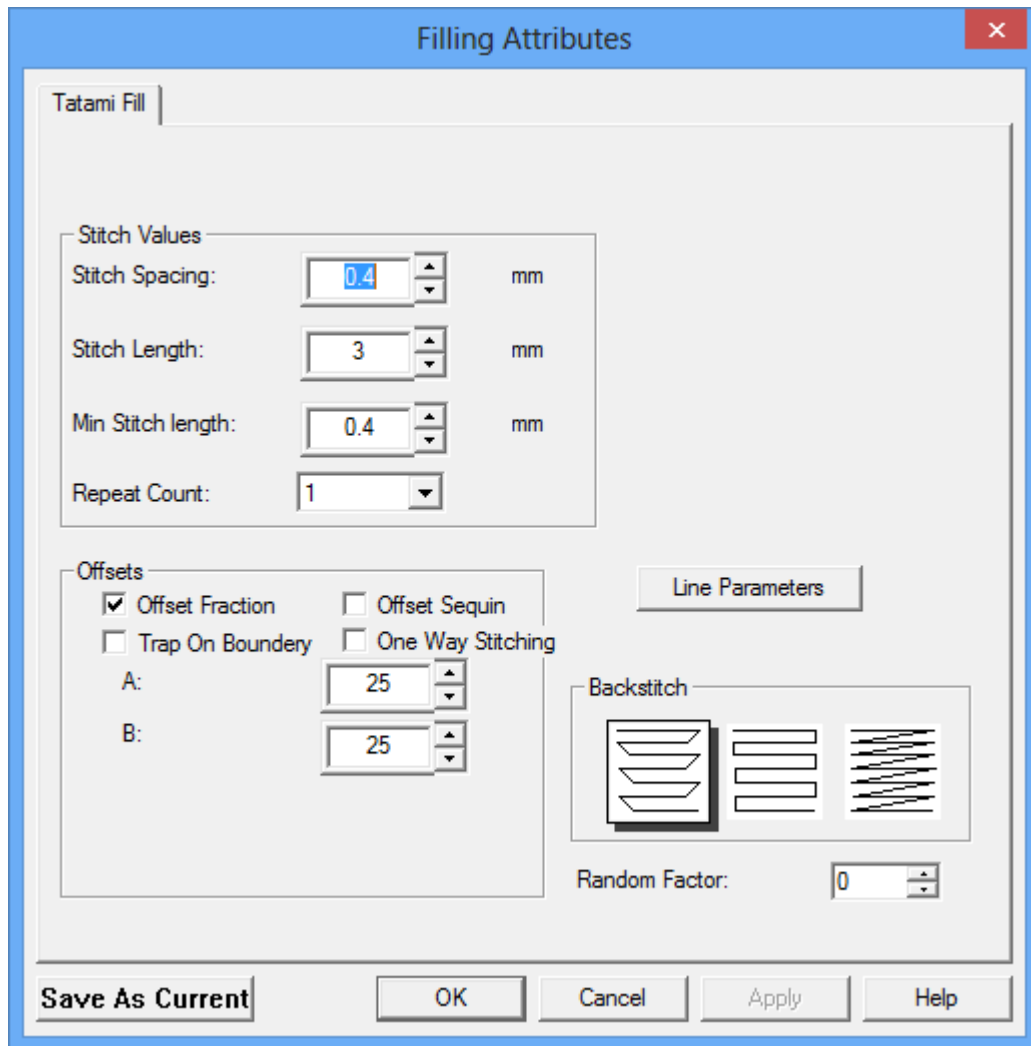 Filling Attributes
Tatami Fill
Stitch Values
Stitch Spacing: 0.4 mm
Stitch Length: 3 mm
Min Stitch length: 0.4 mm
Repeat Count: 1
Offsets
Offset Fraction Offset Sequin
Trap On Boundery One Way Stitching
A: 25
B: 25
Line Parameters
Backstitch
Random Factor: 0
Save As Current OK Cancel Apply Help